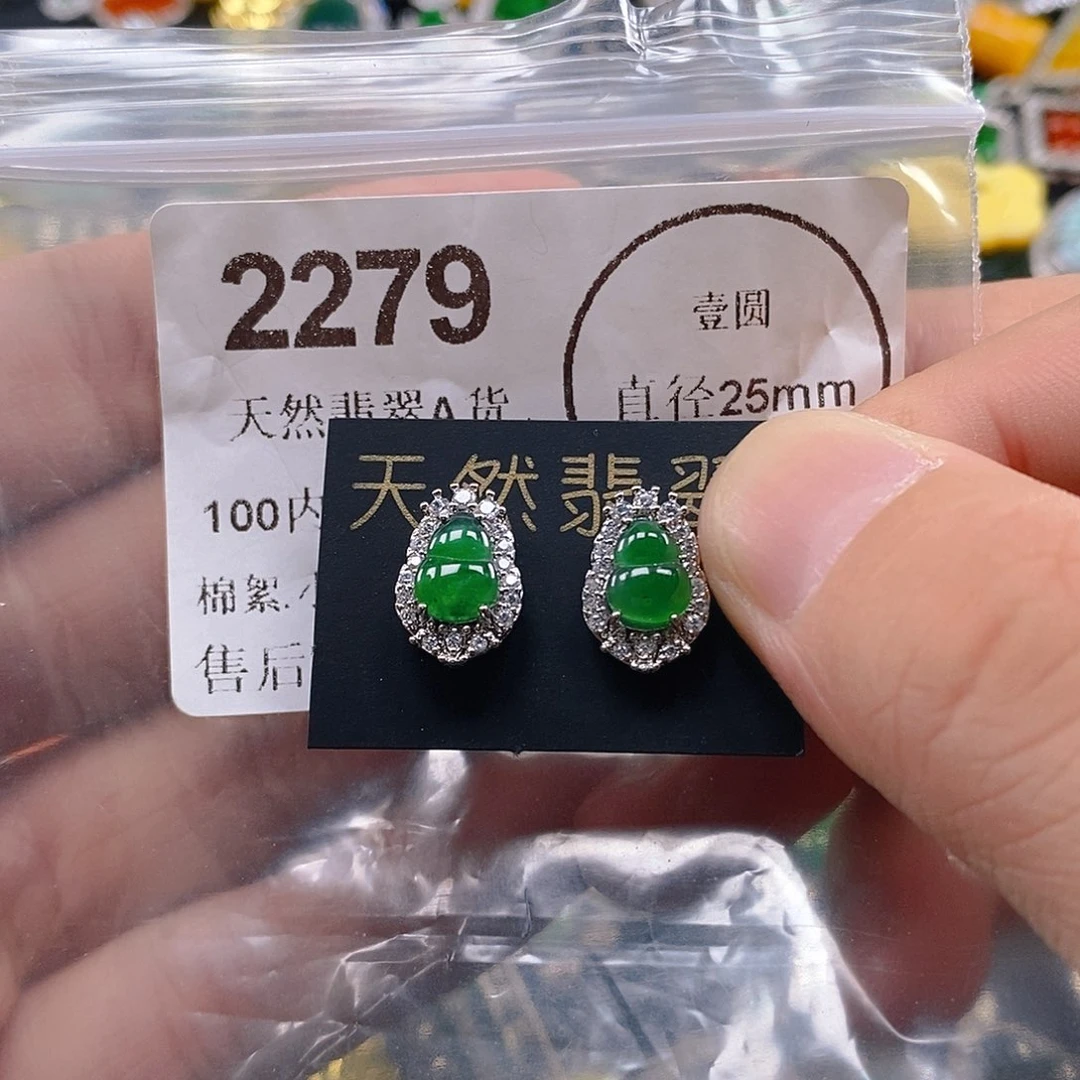 2279
壹圆
直径25mm
天然翡翠A货
天然翡翠
100内
棉絮.
售后